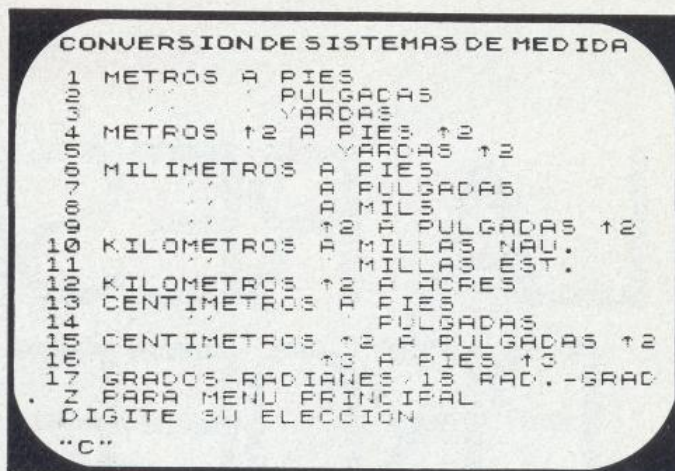 CONVERSION DE SISTEMAS DE MEDIDA
1 METROS A PIES
2 ″ ″ PULGADAS
3 ″ ″ YARDAS
4 METROS ↑2 A PIES ↑2
5 ″ ″ YARDAS ↑2
6 MILIMETROS A PIES
7 ″ A PULGADAS
8 ″ A MILS
9 ″ ↑2 A PULGADAS ↑2
10 KILOMETROS A MILLAS NAU.
11 ″ ″ MILLAS EST.
12 KILOMETROS ↑2 A ACRES
13 CENTIMETROS A PIES
14 ″ ″ PULGADAS
15 CENTIMETROS ↑2 A PULGADAS ↑2
16 ″ ↑3 A PIES ↑3
17 GRADOS-RADIANES/18 RAD.-GRAD
Z PARA MENU PRINCIPAL
DIGITE SU ELECCION
"C"